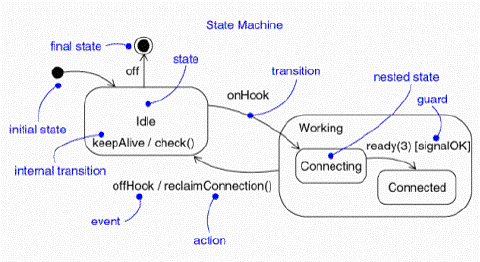 State Machine
final state
off
state
onHook
transition
nested state
guard
initial state
Idle
keepAlive / check()
internal transition
Working
ready(3) [signalOK]
Connecting
Connected
offHook / reclaimConnection()
event
action